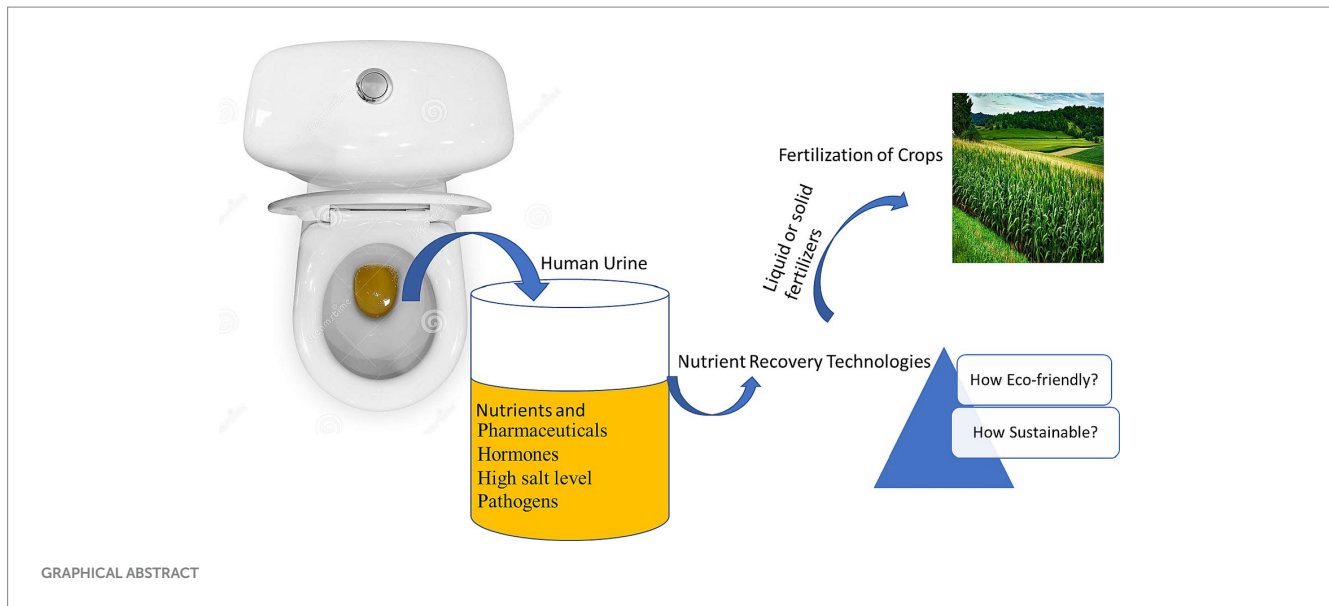 Human Urine
Nutrients and
Pharmaceuticals
Hormones
High salt level
Pathogens
Nutrient Recovery Technologies
Liquid or solid
fertilizers
Fertilization of Crops
How Eco-friendly?
How Sustainable?
GRAPHICAL ABSTRACT